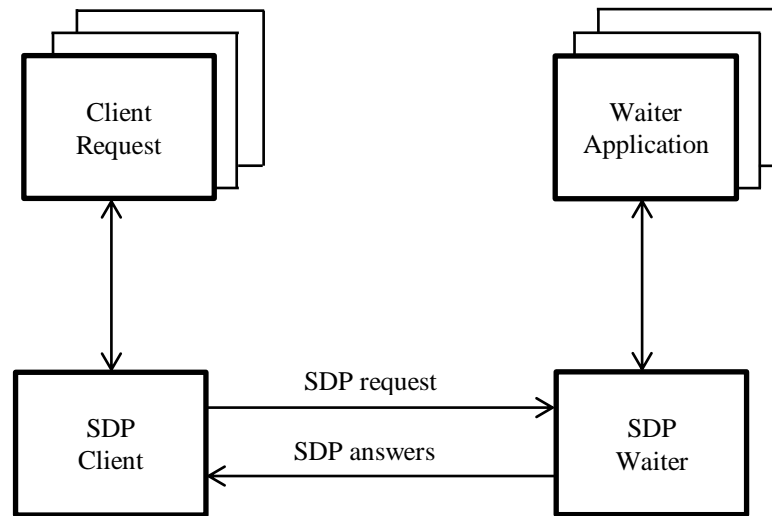 Client
Request
Waiter
Application
SDP request
SDP
Client
SDP answers
SDP
Waiter